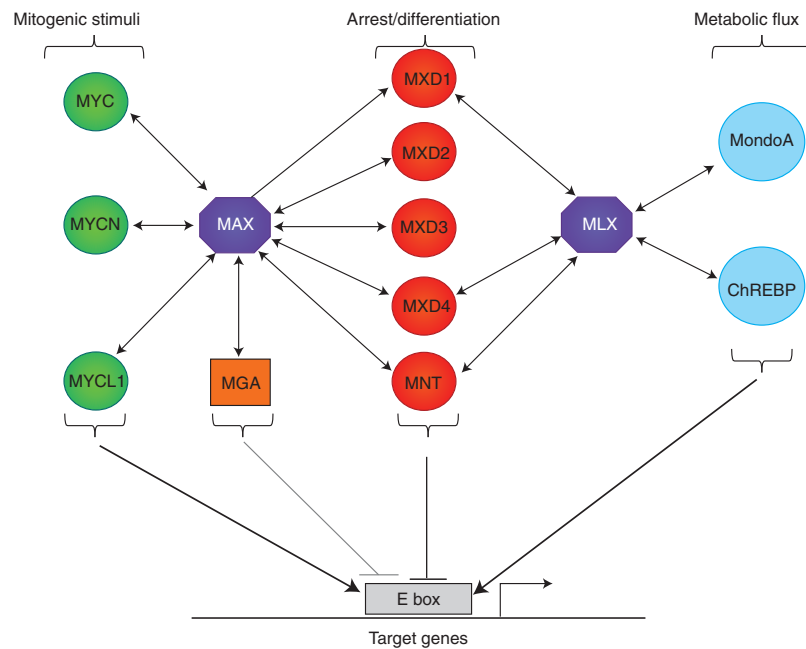 Mitogenic stimuli
Arrest/differentiation
Metabolic flux
MYC
MXD1
MXD2
MondoA
MYCN
MAX
MXD3
MLX
MXD4
ChREBP
MYCL1
MGA
MNT
E box
Target genes